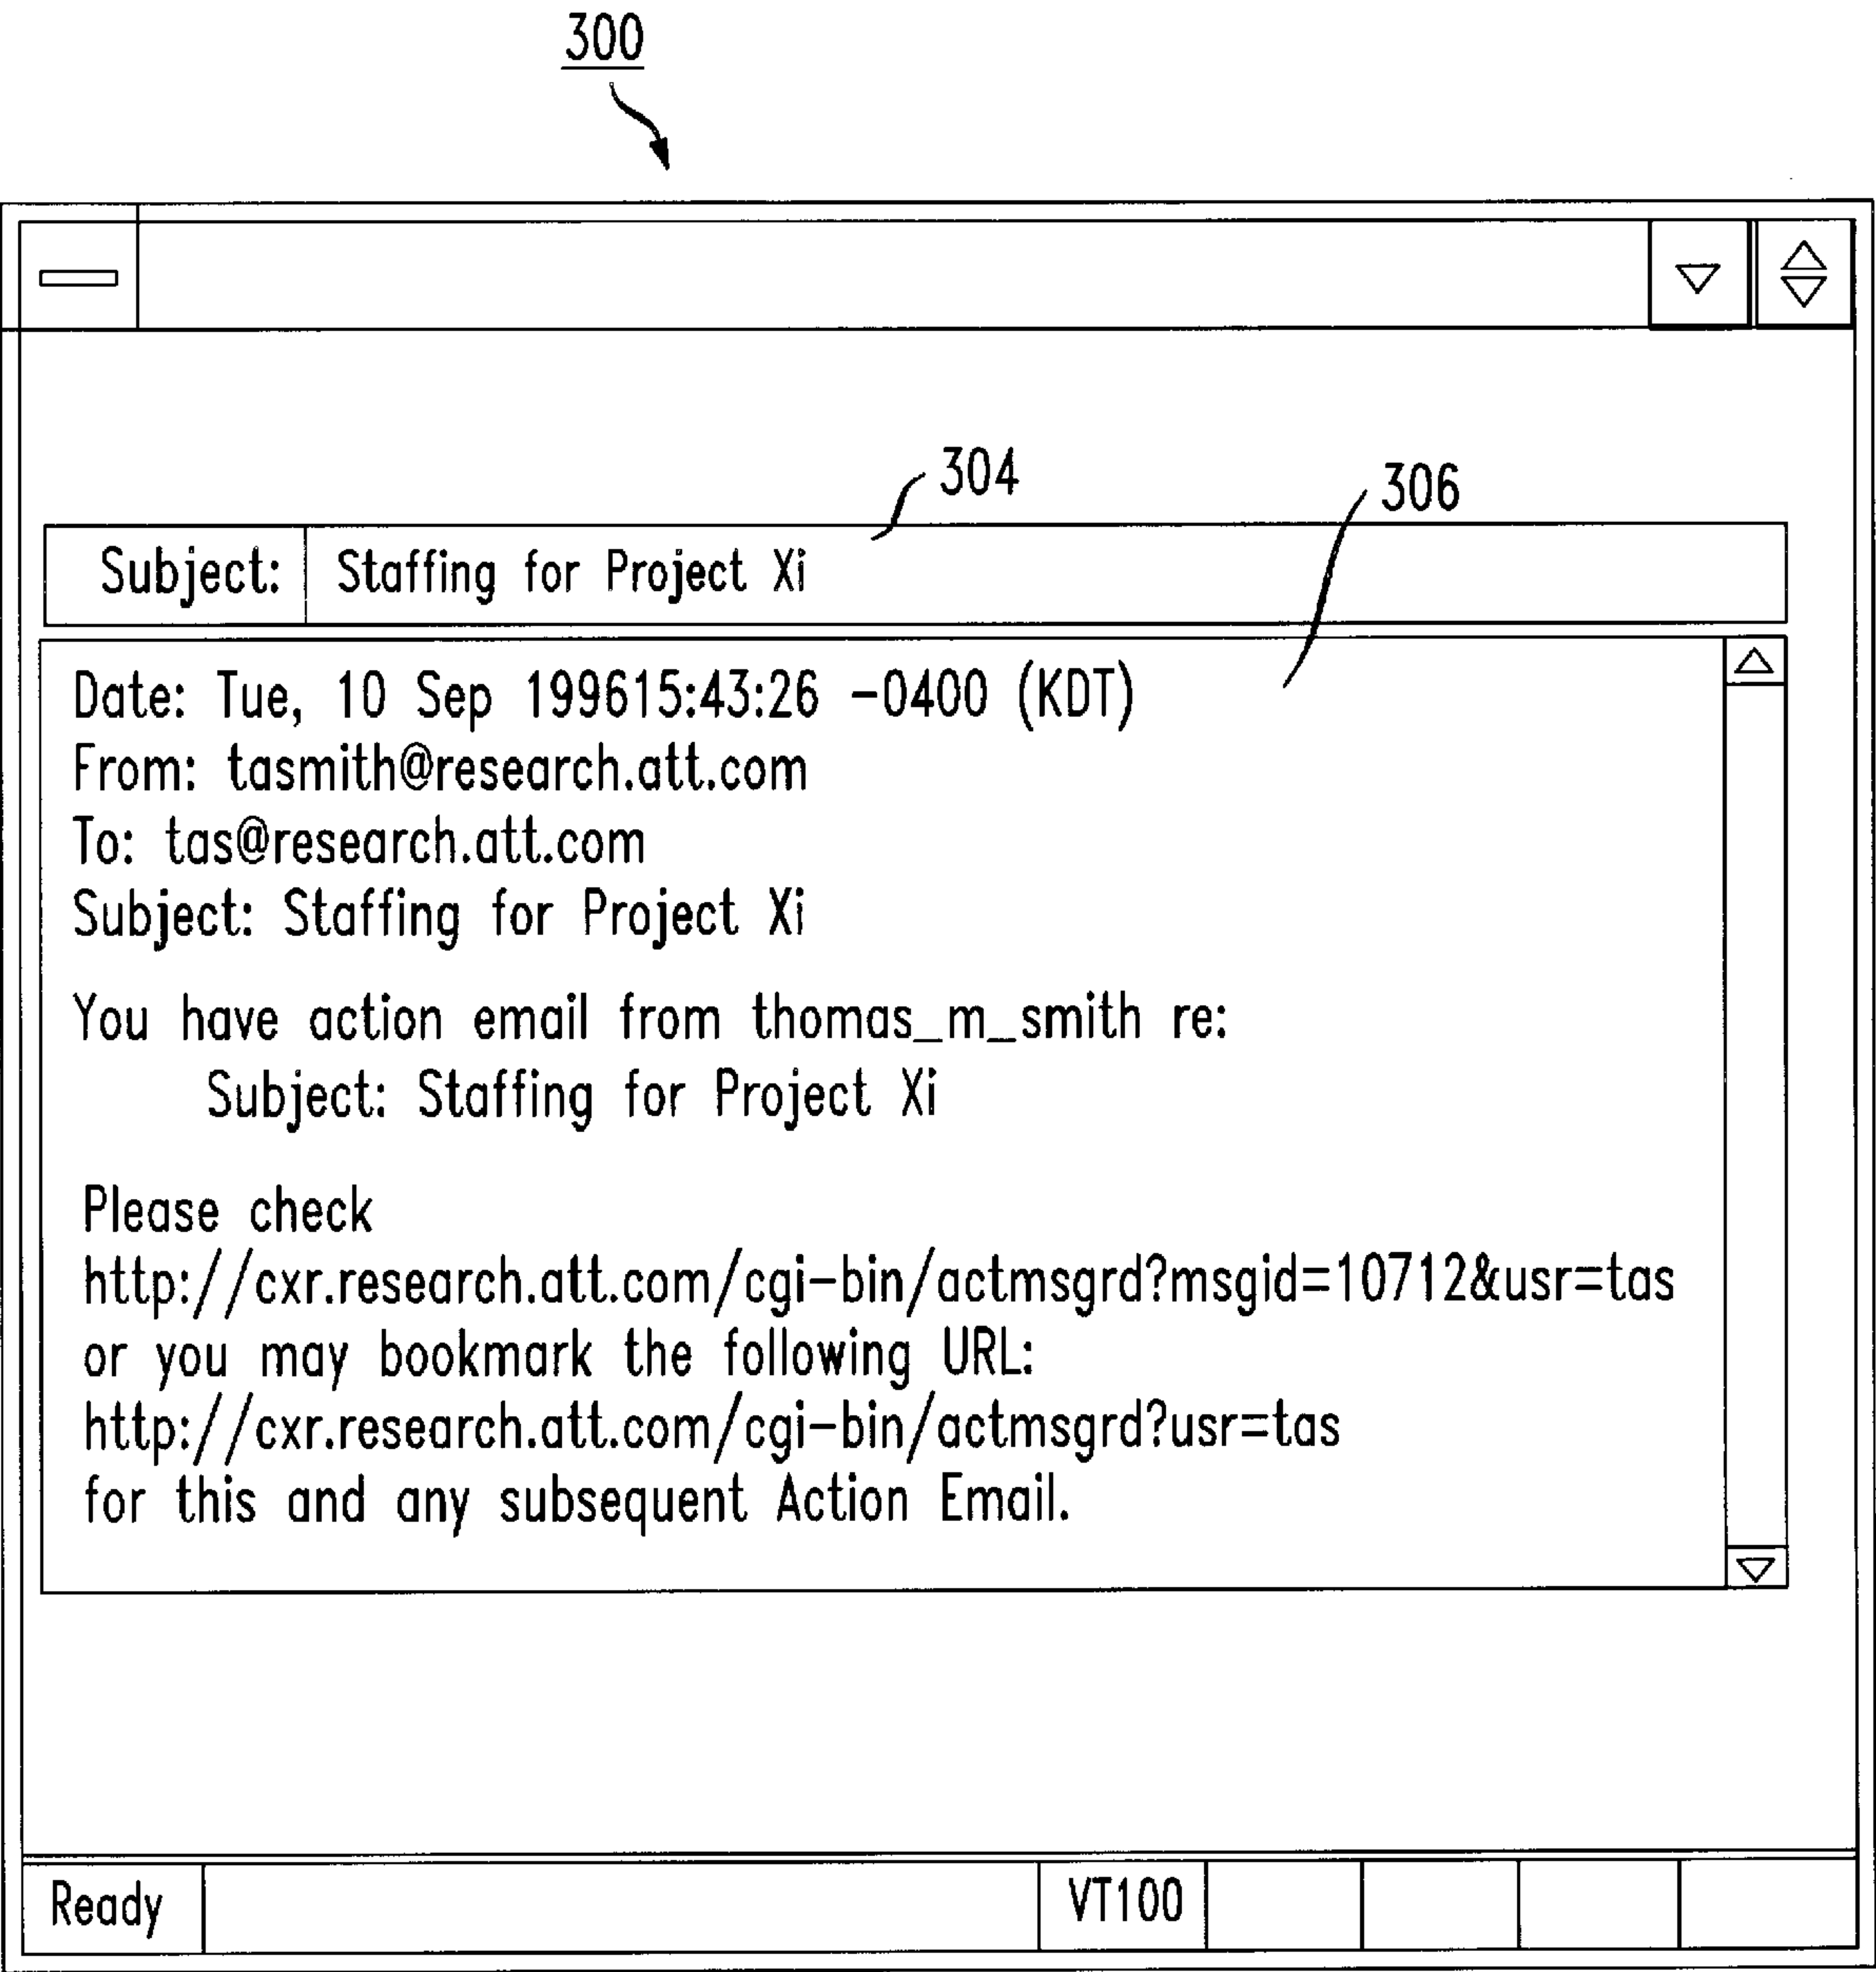 300
304
306
Subject: Staffing for Project Xi
Date: Tue, 10 Sep 199615:43:26 -0400 (KDT)
From: tasmith@research.att.com
To: tas@research.att.com
Subject: Staffing for Project Xi
You have action email from thomas_m_smith re:
Subject: Staffing for Project Xi
Please check
http://cxr.research.att.com/cgi-bin/actmsgrd?msgid=10712&usr=tas
or you may bookmark the following URL:
http://cxr.research.att.com/cgi-bin/actmsgrd?usr=tas
for this and any subsequent Action Email.
Ready VT100